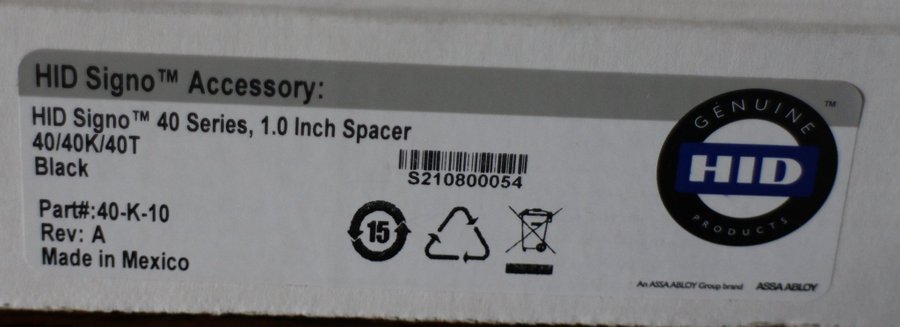 HID Signo™ Accessory:
HID Signo™ 40 Series, 1.0 Inch Spacer
40/40K/40T
Black
S210800054
Part#:40-K-10
Rev: A
Made in Mexico
15
GENUINE
™
HID
PRODUCTS
An ASSA ABLOY Group brand
ASSA ABLOY